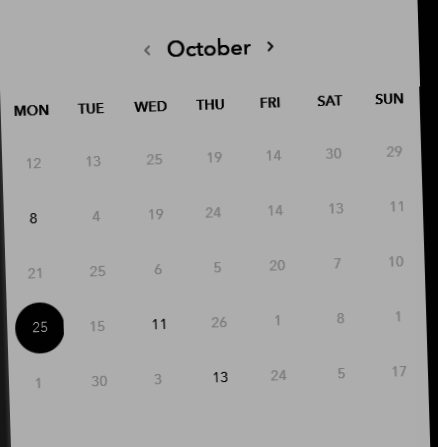 ‹ October ›
MON TUE WED THU FRI SAT SUN
12 13 25 19 14 30 29
8 4 19 24 14 13 11
21 25 6 5 20 7 10
25 15 11 26 1 8 1
1 30 3 13 24 5 17